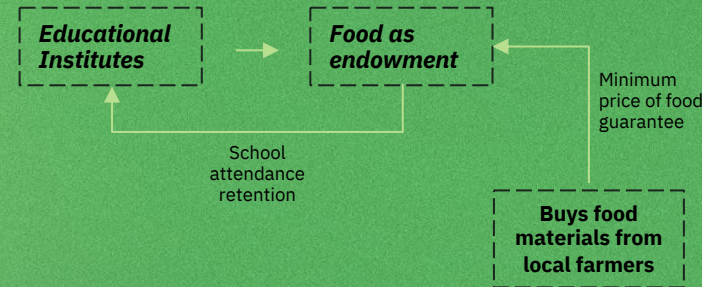 Educational
Institutes
Food as
endowment
Minimum
price of food
guarantee
School
attendance
retention
Buys food
materials from
local farmers